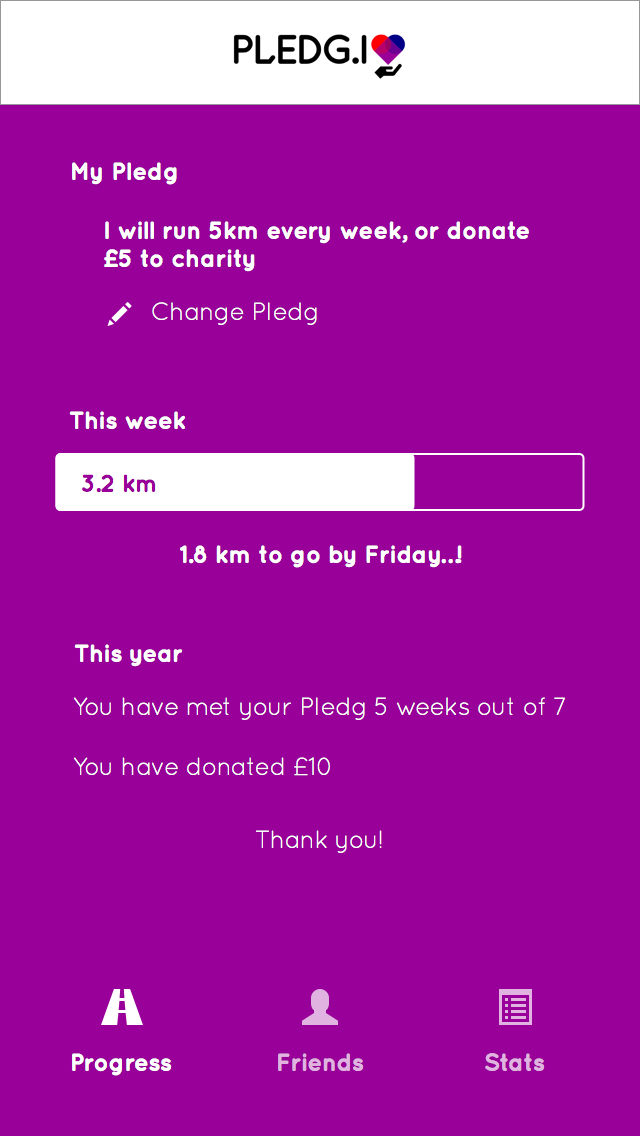 PLEDG.I
My Pledg
I will run 5km every week, or donate
£5 to charity
Change Pledg
This week
3.2 km
1.8 km to go by Friday...!
This year
You have met your Pledg 5 weeks out of 7
You have donated £10
Thank you!
Progress
Friends
Stats